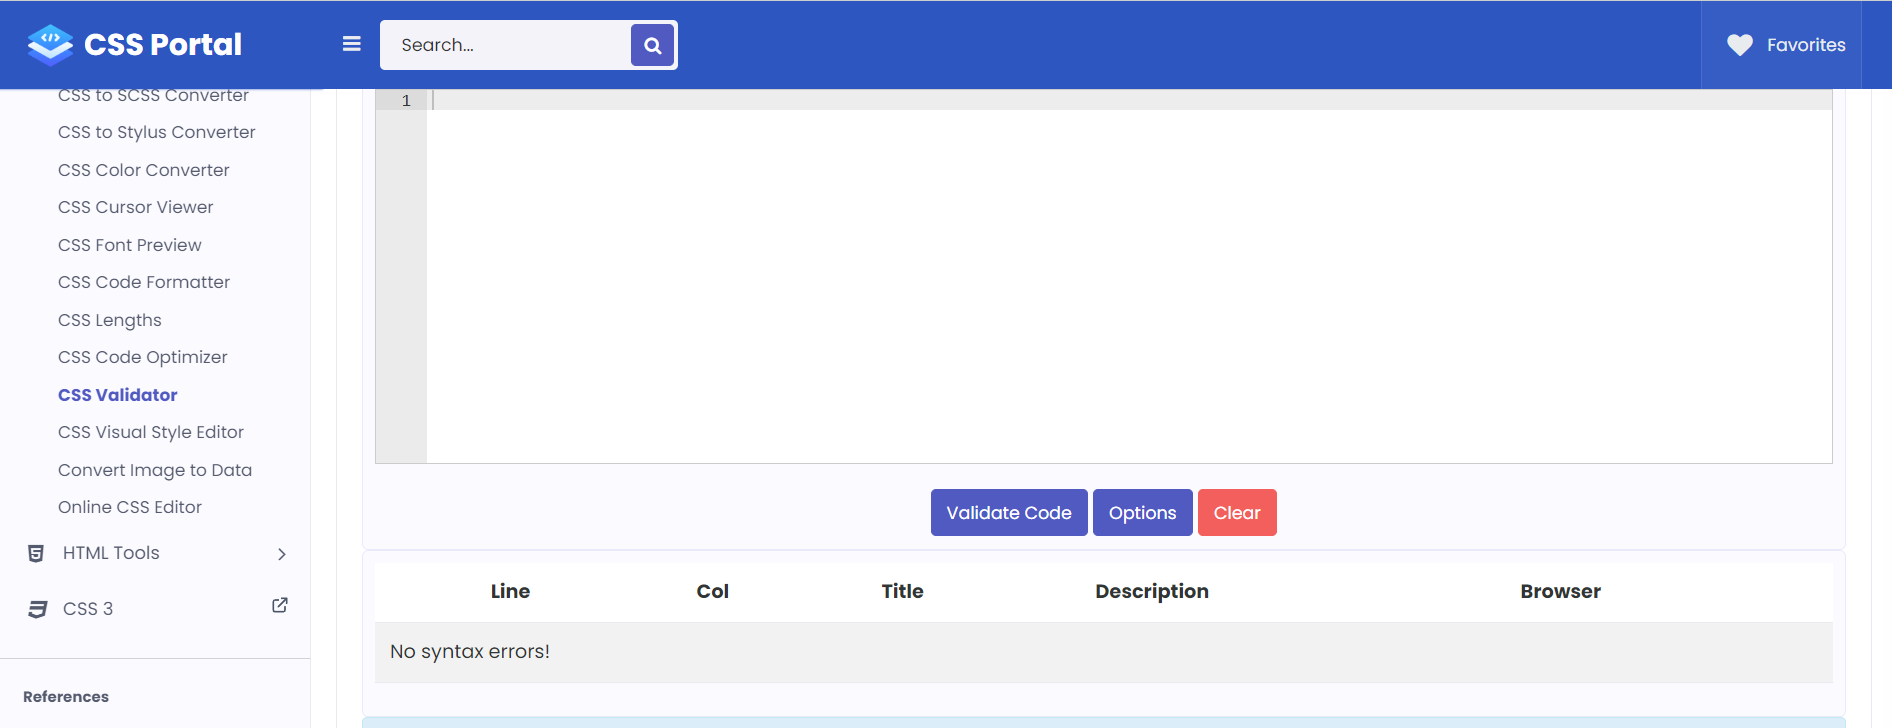 CSS Portal
Search...
Favorites
CSS to SCSS Converter
CSS to Stylus Converter
CSS Color Converter
CSS Cursor Viewer
CSS Font Preview
CSS Code Formatter
CSS Lengths
CSS Code Optimizer
CSS Validator
CSS Visual Style Editor
Convert Image to Data
Online CSS Editor
HTML Tools
CSS 3
References
1
Validate Code Options Clear
Line Col Title Description Browser
No syntax errors!